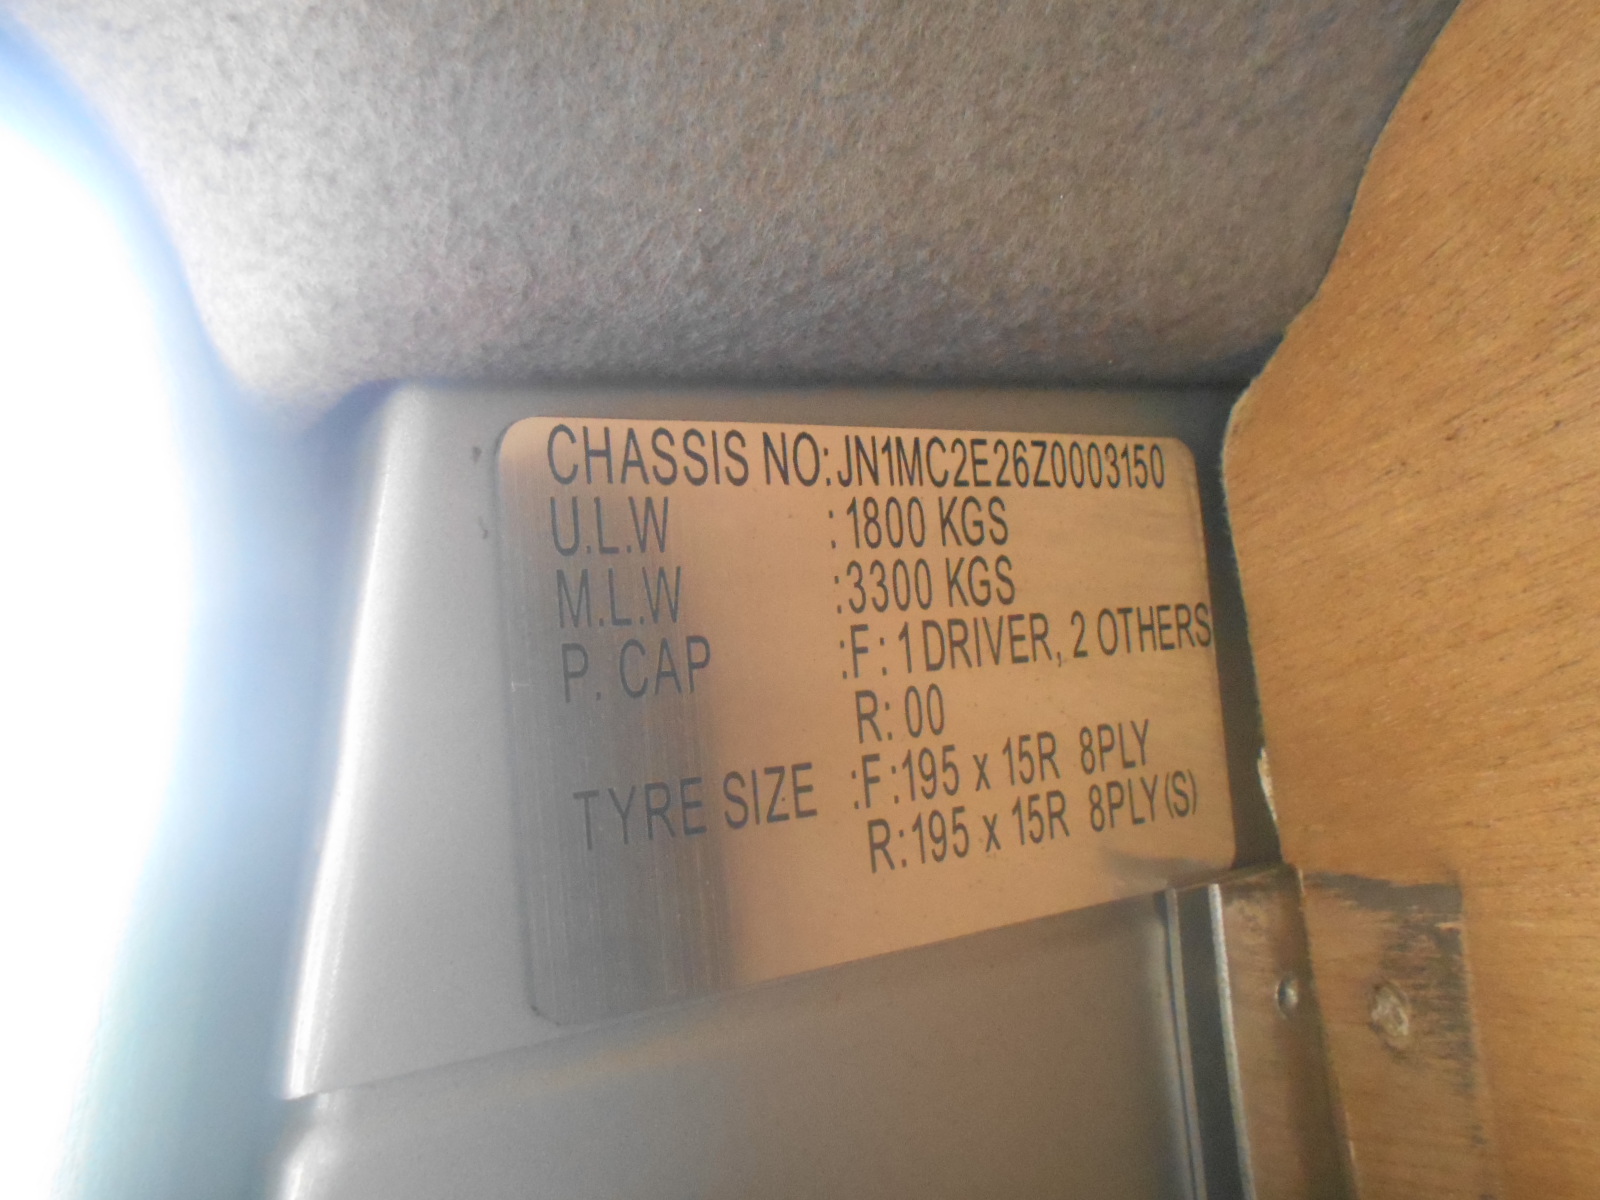 CHASSIS NO:JN1MC2E26Z0003150
U.L.W :1800 KGS
M.L.W :3300 KGS
P. CAP :F: 1 DRIVER, 2 OTHERS
R: 00
TYRE SIZE :F:195 x 15R 8PLY
R:195 x 15R 8PLY(S)